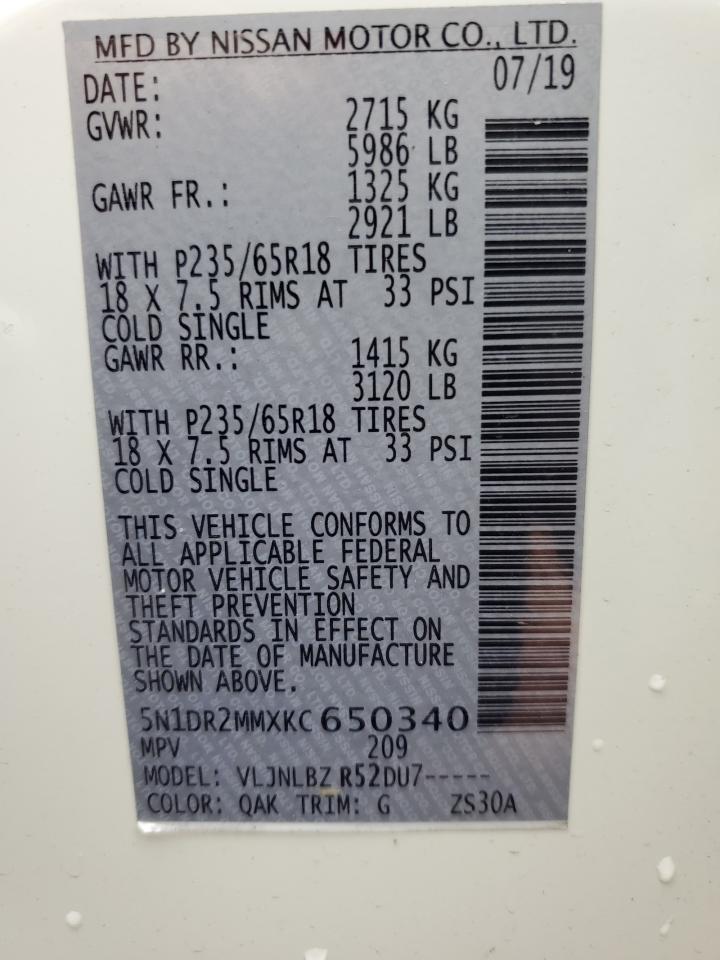 MFD BY NISSAN MOTOR CO., LTD.
DATE: 07/19
GVWR: 2715 KG
5986 LB
GAWR FR.: 1325 KG
2921 LB
WITH P235/65R18 TIRES
18 X 7.5 RIMS AT 33 PSI
COLD SINGLE
GAWR RR.: 1415 KG
3120 LB
WITH P235/65R18 TIRES
18 X 7.5 RIMS AT 33 PSI
COLD SINGLE
THIS VEHICLE CONFORMS TO
ALL APPLICABLE FEDERAL
MOTOR VEHICLE SAFETY AND
THEFT PREVENTION
STANDARDS IN EFFECT ON
THE DATE OF MANUFACTURE
SHOWN ABOVE.
5N1DR2MMXKC650340
MPV 209
MODEL: VLJNLBZ R52DU7-----
COLOR: QAK TRIM: G ZS30A